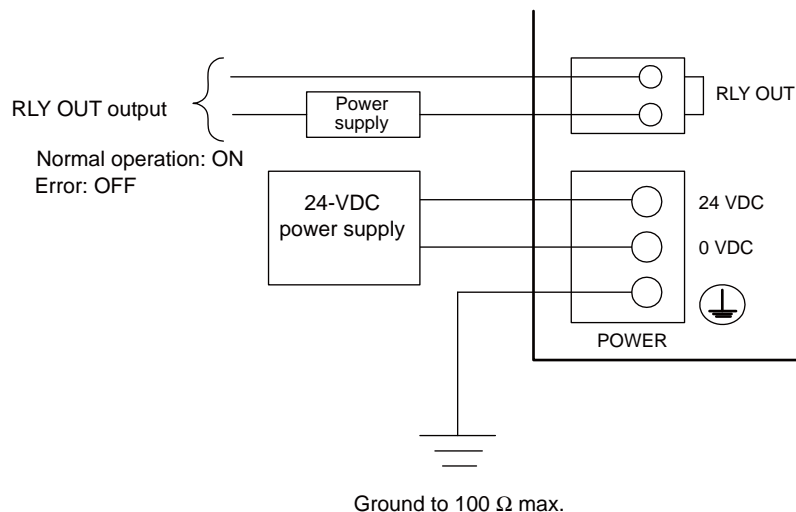 RLY OUT output
Power
supply
RLY OUT
Normal operation: ON
Error: OFF
24-VDC
power supply
24 VDC
0 VDC
POWER
Ground to 100 Ω max.